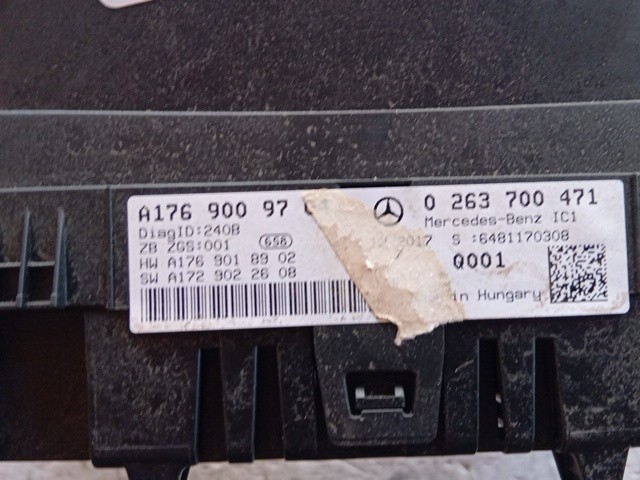 A176 900 97 0 263 700 471
DiagID:2408 Mercedes-Benz IC1
ZB ZGS:001 658 2017 S :6481170308
HW A176 901 89 02 Q001
SW A172 902 26 08 in Hungary